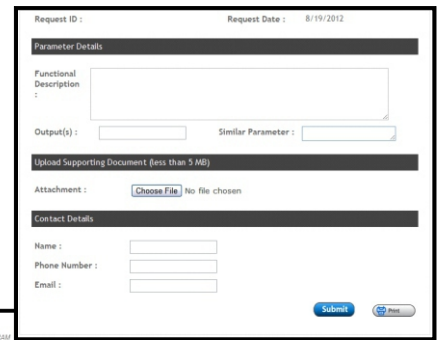 Request ID : Request Date : 8/19/2012
Parameter Details
Functional
Description
:
Output(s) : Similar Parameter :
Upload Supporting Document (less than 5 MB)
Attachment : Choose File No file chosen
Contact Details
Name :
Phone Number :
Email :
Submit Print